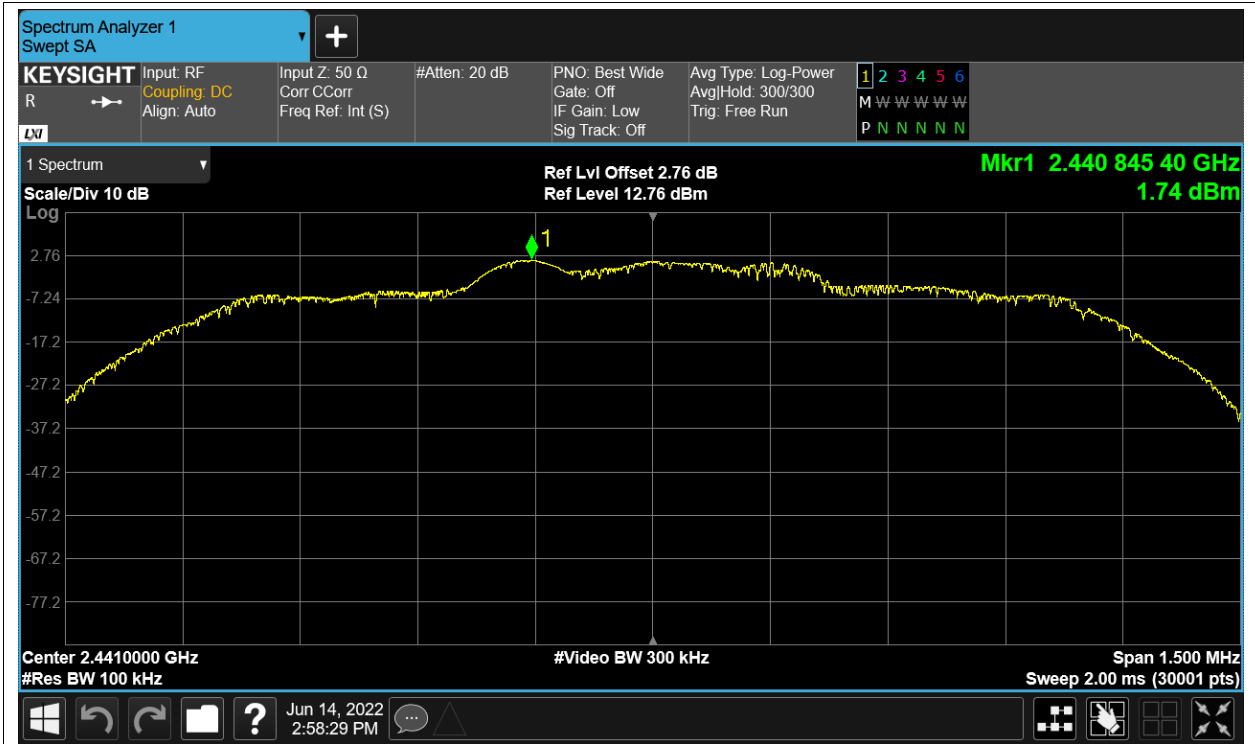 Spectrum Analyzer 1
Swept SA
KEYSIGHT
R
LXI
Input: RF
Coupling: DC
Align: Auto
Input Z: 50 Ω
Corr CCorr
Freq Ref: Int (S)
#Atten: 20 dB
PNO: Best Wide
Gate: Off
IF Gain: Low
Sig Track: Off
Avg Type: Log-Power
Avg|Hold: 300/300
Trig: Free Run
1 2 3 4 5 6
M W W W W W
P N N N N N
1 Spectrum
Scale/Div 10 dB
Log
Ref Lvl Offset 2.76 dB
Ref Level 12.76 dBm
Mkr1 2.440 845 40 GHz
1.74 dBm
1
2.76
-7.24
-17.2
-27.2
-37.2
-47.2
-57.2
-67.2
-77.2
Center 2.4410000 GHz
#Res BW 100 kHz
#Video BW 300 kHz
Span 1.500 MHz
Sweep 2.00 ms (30001 pts)
?
Jun 14, 2022
2:58:29 PM